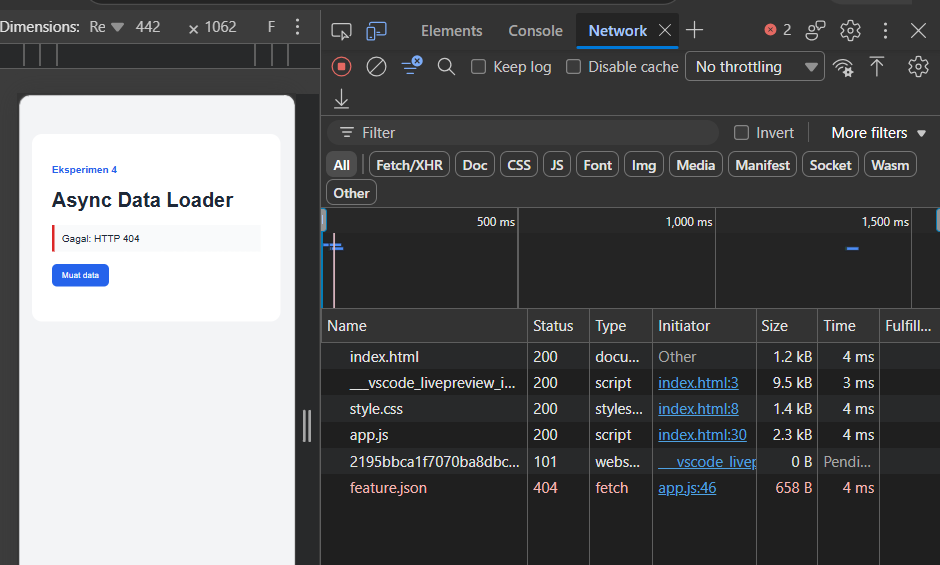 Dimensions: Re 442 × 1062 F
Elements Console Network 2
Keep log Disable cache No throttling
Filter Invert More filters
All Fetch/XHR Doc CSS JS Font Img Media Manifest Socket Wasm
Other
500 ms 1,000 ms 1,500 ms
Eksperimen 4
Async Data Loader
Gagal: HTTP 404
Muat data
Name Status Type Initiator Size Time Fulfill...
index.html 200 docu... Other 1.2 kB 4 ms
___vscode_livepreview_i... 200 script index.html:3 9.5 kB 3 ms
style.css 200 styles... index.html:8 1.4 kB 4 ms
app.js 200 script index.html:30 2.3 kB 4 ms
2195bbca1f7070ba8dbc... 101 webs... ___vscode_livep 0 B Pendi...
feature.json 404 fetch app.js:46 658 B 4 ms